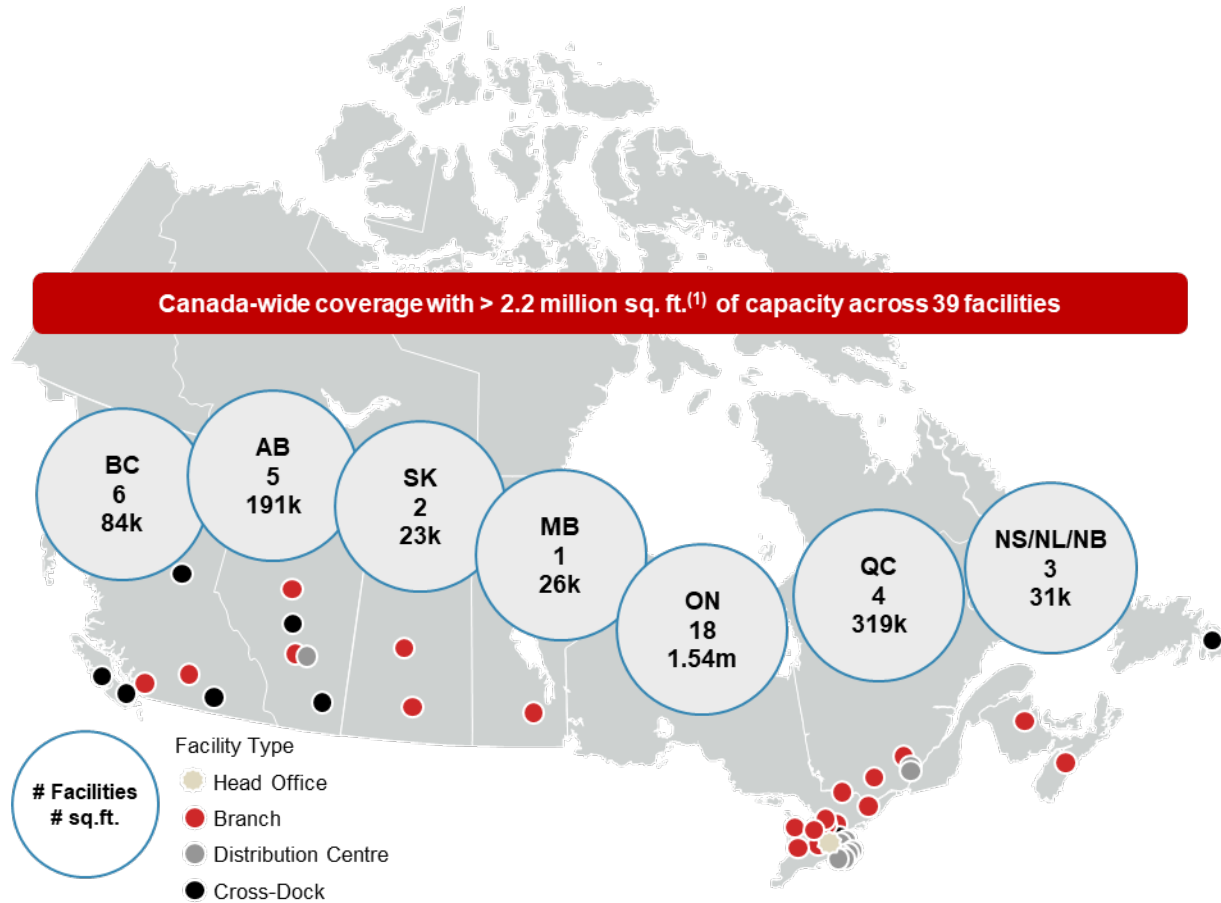 Canada-wide coverage with > 2.2 million sq. ft.(1) of capacity across 39 facilities
BC
6
84k
AB
5
191k
SK
2
23k
MB
1
26k
ON
18
1.54m
QC
4
319k
NS/NL/NB
3
31k
# Facilities
# sq.ft.
Facility Type
Head Office
Branch
Distribution Centre
Cross-Dock